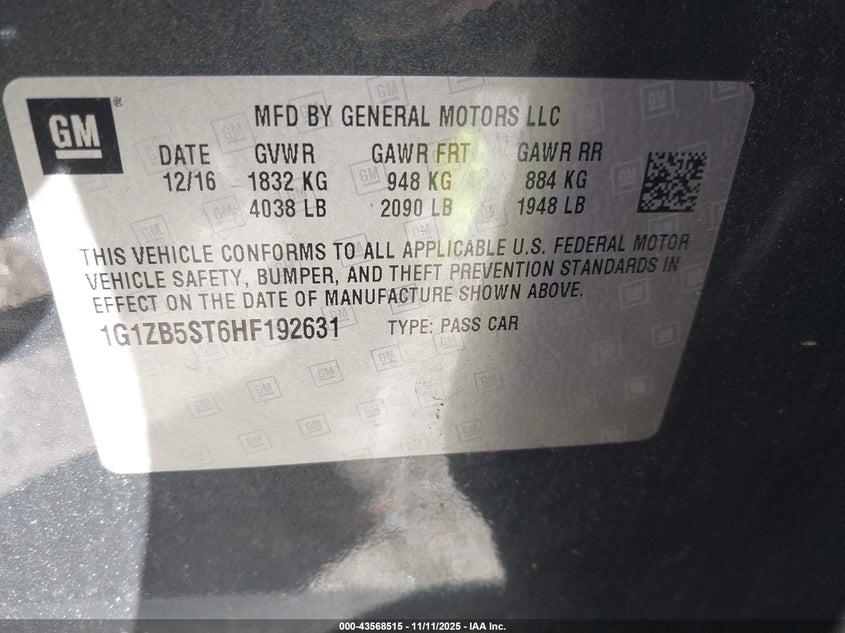 GM®
MFD BY GENERAL MOTORS LLC
DATE GVWR GAWR FRT GAWR RR
12/16 1832 KG 948 KG 884 KG
4038 LB 2090 LB 1948 LB
THIS VEHICLE CONFORMS TO ALL APPLICABLE U.S. FEDERAL MOTOR
VEHICLE SAFETY, BUMPER, AND THEFT PREVENTION STANDARDS IN
EFFECT ON THE DATE OF MANUFACTURE SHOWN ABOVE.
1G1ZB5ST6HF192631 TYPE: PASS CAR
000-43568515 - 11/11/2025 - IAA Inc.